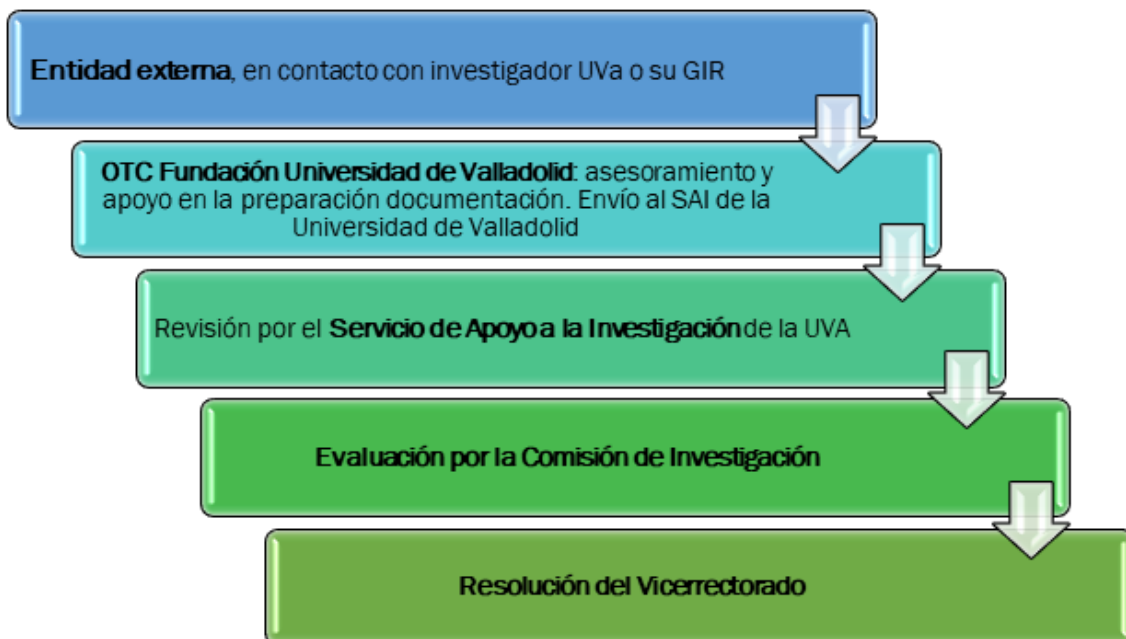 Entidad externa, en contacto con investigador UVa o su GIR
OTC Fundación Universidad de Valladolid: asesoramiento y
apoyo en la preparación documentación. Envío al SAI de la
Universidad de Valladolid
Revisión por el Servicio de Apoyo a la Investigación de la UVA
Evaluación por la Comisión de Investigación
Resolución del Vicerrectorado